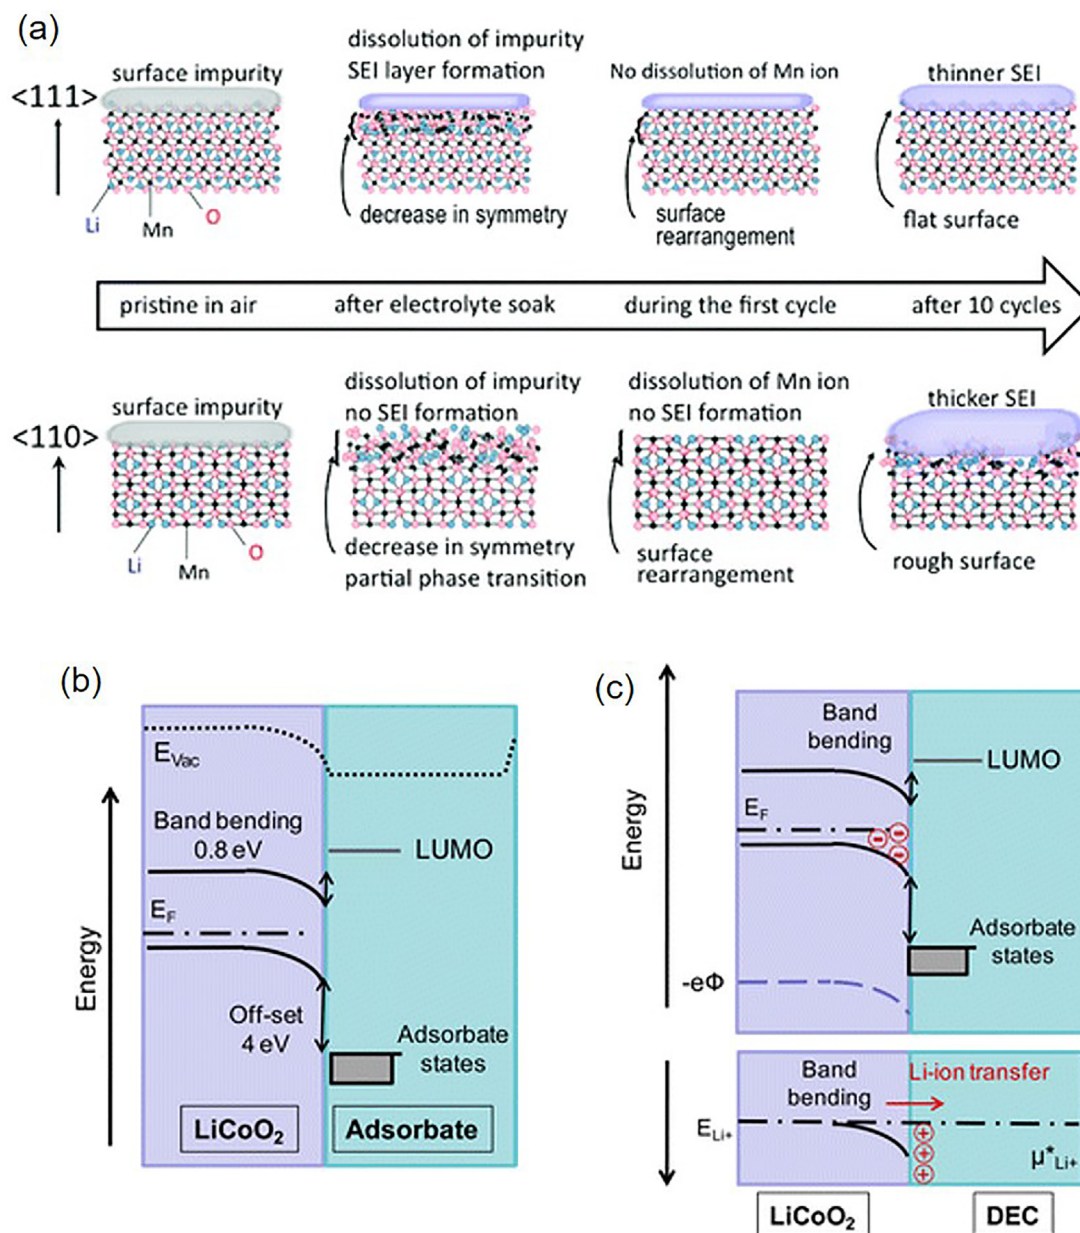 (a)
surface impurity
dissolution of impurity
SEI layer formation
No dissolution of Mn ion
thinner SEI
<111>
decrease in symmetry
surface
rearrangement
flat surface
Li
Mn
O
pristine in air
after electrolyte soak
during the first cycle
after 10 cycles
surface impurity
dissolution of impurity
no SEI formation
dissolution of Mn ion
no SEI formation
thicker SEI
<110>
Li
Mn
O
decrease in symmetry
partial phase transition
surface
rearrangement
rough surface
(b)
Energy
EVac
Band bending
0.8 eV
LUMO
EF
Off-set
4 eV
Adsorbate
states
LiCoO₂
Adsorbate
(c)
Energy
Band
bending
LUMO
EF
Adsorbate
states
-eΦ
Band
bending
Li-ion transfer
ELi+
μ*Li+
LiCoO₂
DEC